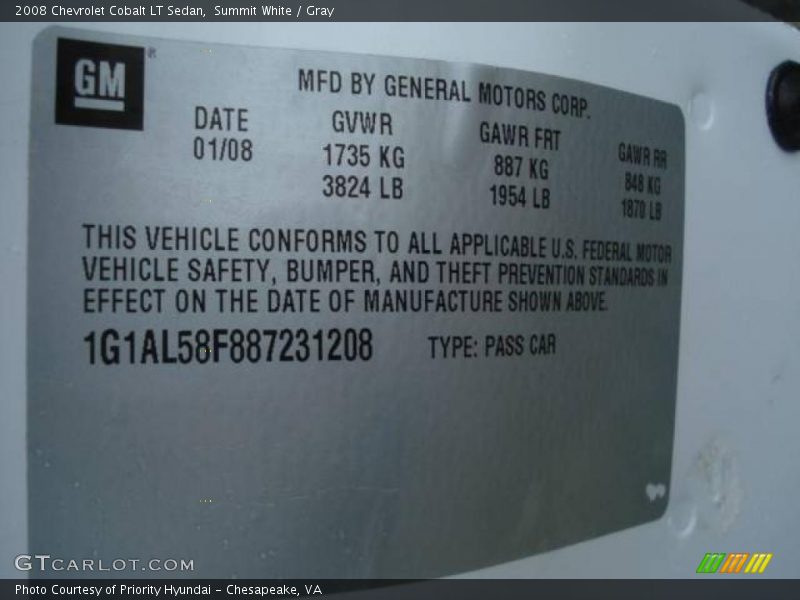 2008 Chevrolet Cobalt LT Sedan, Summit White / Gray
GM ®
MFD BY GENERAL MOTORS CORP.
DATE GVWR GAWR FRT GAWR RR
01/08 1735 KG 887 KG 848 KG
3824 LB 1954 LB 1870 LB
THIS VEHICLE CONFORMS TO ALL APPLICABLE U.S. FEDERAL MOTOR
VEHICLE SAFETY, BUMPER, AND THEFT PREVENTION STANDARDS IN
EFFECT ON THE DATE OF MANUFACTURE SHOWN ABOVE.
1G1AL58F887231208 TYPE: PASS CAR
GTCARLOT.COM
Photo Courtesy of Priority Hyundai - Chesapeake, VA